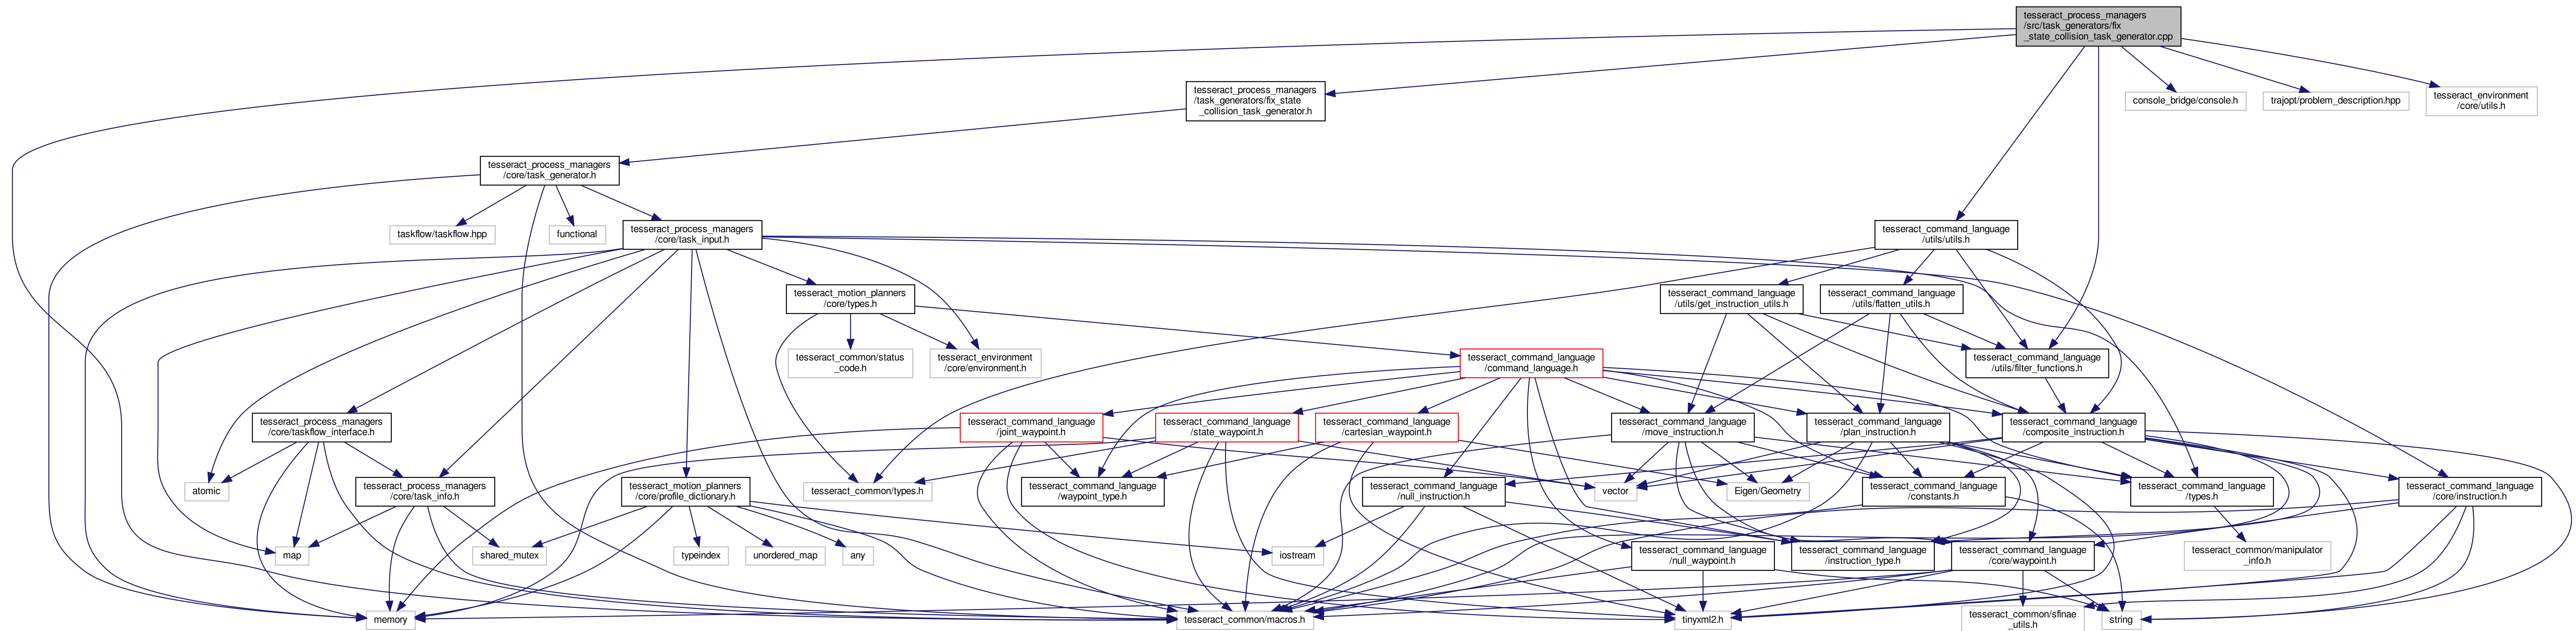 tesseract_process_managers
/src/task_generators/fix
_state_collision_task_generator.cpp
tesseract_process_managers
/task_generators/fix_state
_collision_task_generator.h
console_bridge/console.h
trajopt/problem_description.hpp
tesseract_environment
/core/utils.h
tesseract_process_managers
/core/task_generator.h
taskflow/taskflow.hpp
functional
tesseract_process_managers
/core/task_input.h
tesseract_command_language
/utils/utils.h
tesseract_motion_planners
/core/types.h
tesseract_command_language
/utils/get_instruction_utils.h
tesseract_command_language
/utils/flatten_utils.h
tesseract_common/status
_code.h
tesseract_environment
/core/environment.h
tesseract_command_language
/command_language.h
tesseract_command_language
/utils/filter_functions.h
tesseract_process_managers
/core/taskflow_interface.h
tesseract_command_language
/joint_waypoint.h
tesseract_command_language
/state_waypoint.h
tesseract_command_language
/cartesian_waypoint.h
tesseract_command_language
/move_instruction.h
tesseract_command_language
/plan_instruction.h
tesseract_command_language
/composite_instruction.h
atomic
tesseract_process_managers
/core/task_info.h
tesseract_motion_planners
/core/profile_dictionary.h
tesseract_common/types.h
tesseract_command_language
/waypoint_type.h
tesseract_command_language
/null_instruction.h
vector
Eigen/Geometry
tesseract_command_language
/constants.h
tesseract_command_language
/types.h
tesseract_command_language
/core/instruction.h
map
shared_mutex
typeindex
unordered_map
any
iostream
tesseract_command_language
/null_waypoint.h
tesseract_command_language
/instruction_type.h
tesseract_command_language
/core/waypoint.h
tesseract_common/manipulator
_info.h
memory
tesseract_common/macros.h
tinyxml2.h
tesseract_common/sfinae
_utils.h
string